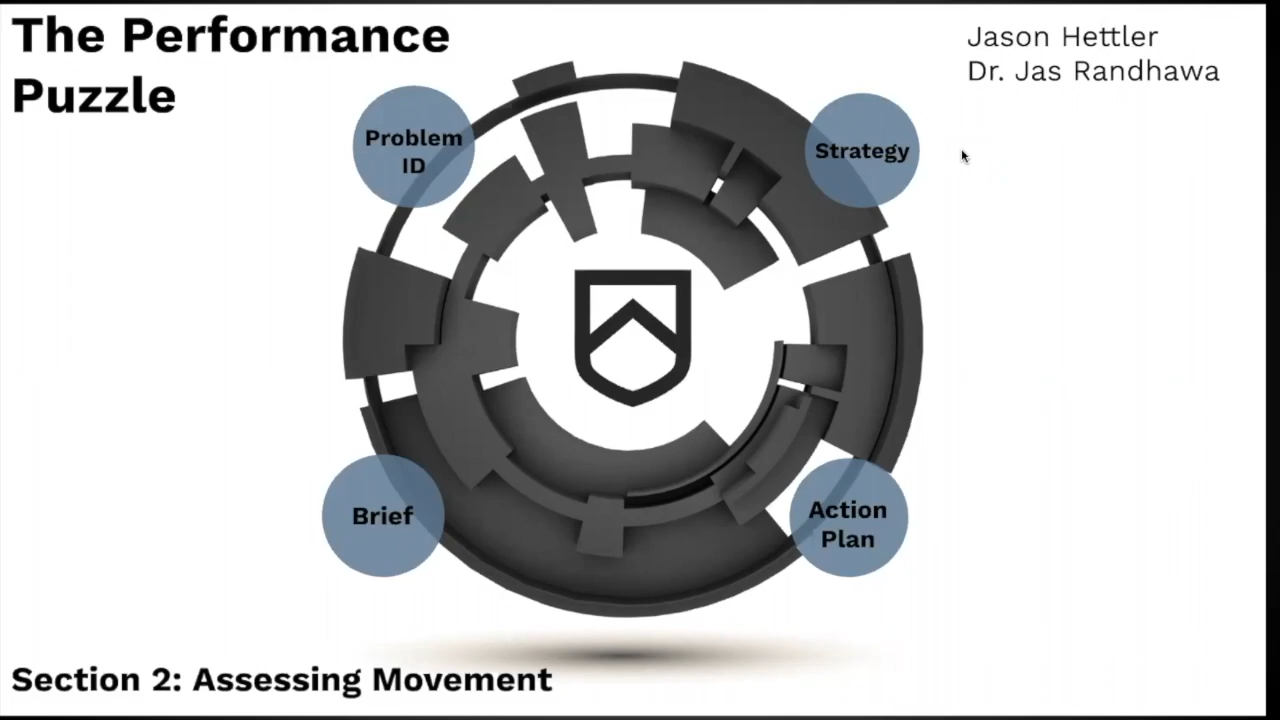 The Performance
Puzzle
Jason Hettler
Dr. Jas Randhawa
Problem
ID
Strategy
Brief
Action
Plan
Section 2: Assessing Movement